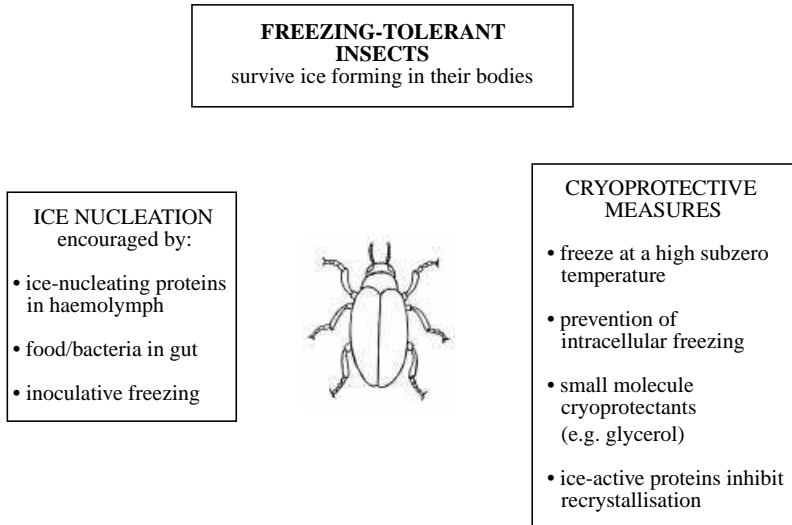 FREEZING-TOLERANT
INSECTS
survive ice forming in their bodies
ICE NUCLEATION
encouraged by:
• ice-nucleating proteins
in haemolymph
• food/bacteria in gut
• inoculative freezing
CRYOPROTECTIVE
MEASURES
• freeze at a high subzero
temperature
• prevention of
intracellular freezing
• small molecule
cryoprotectants
(e.g. glycerol)
• ice-active proteins inhibit
recrystallisation